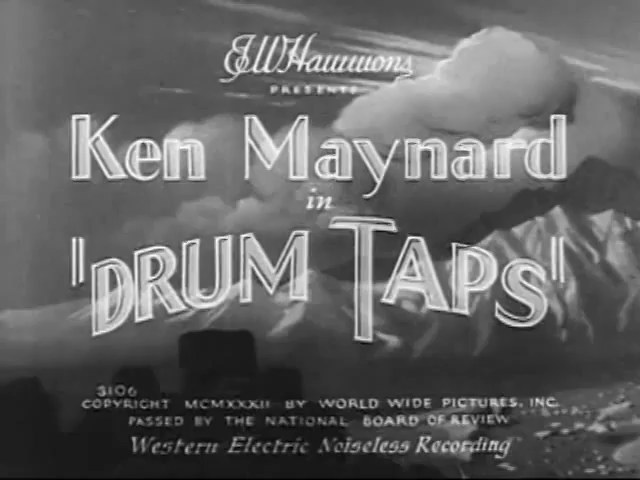 E.W. Hammons
PRESENTS
Ken Maynard
in
"DRUM TAPS"
3106
COPYRIGHT MCMXXXII BY WORLD WIDE PICTURES, INC.
PASSED BY THE NATIONAL BOARD OF REVIEW
Western Electric Noiseless Recording